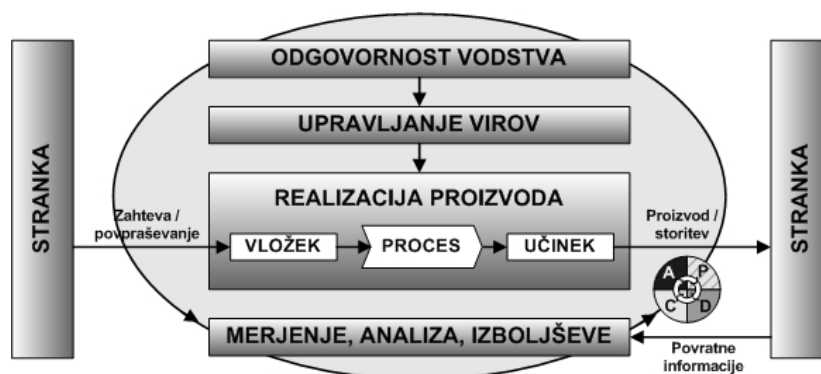 STRANKA
ODGOVORNOST VODSTVA
UPRAVLJANJE VIROV
REALIZACIJA PROIZVODA
Zahteva /
povpraševanje
VLOŽEK
PROCES
UČINEK
Proizvod /
storitev
A P
C D
MERJENJE, ANALIZA, IZBOLJŠEVE
Povratne
informacije
STRANKA